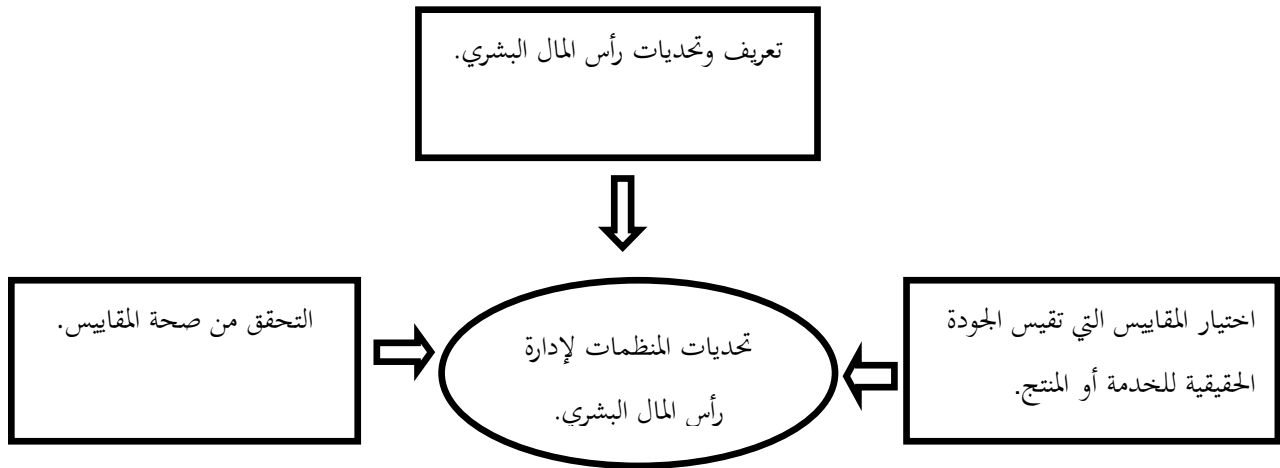 تعريف وتحديات رأس المال البشري.
اختيار المقاييس التي تقيس الجودة
الحقيقية للخدمة أو المنتج.
تحديات المنظمات لإدارة
رأس المال البشري.
التحقق من صحة المقاييس.